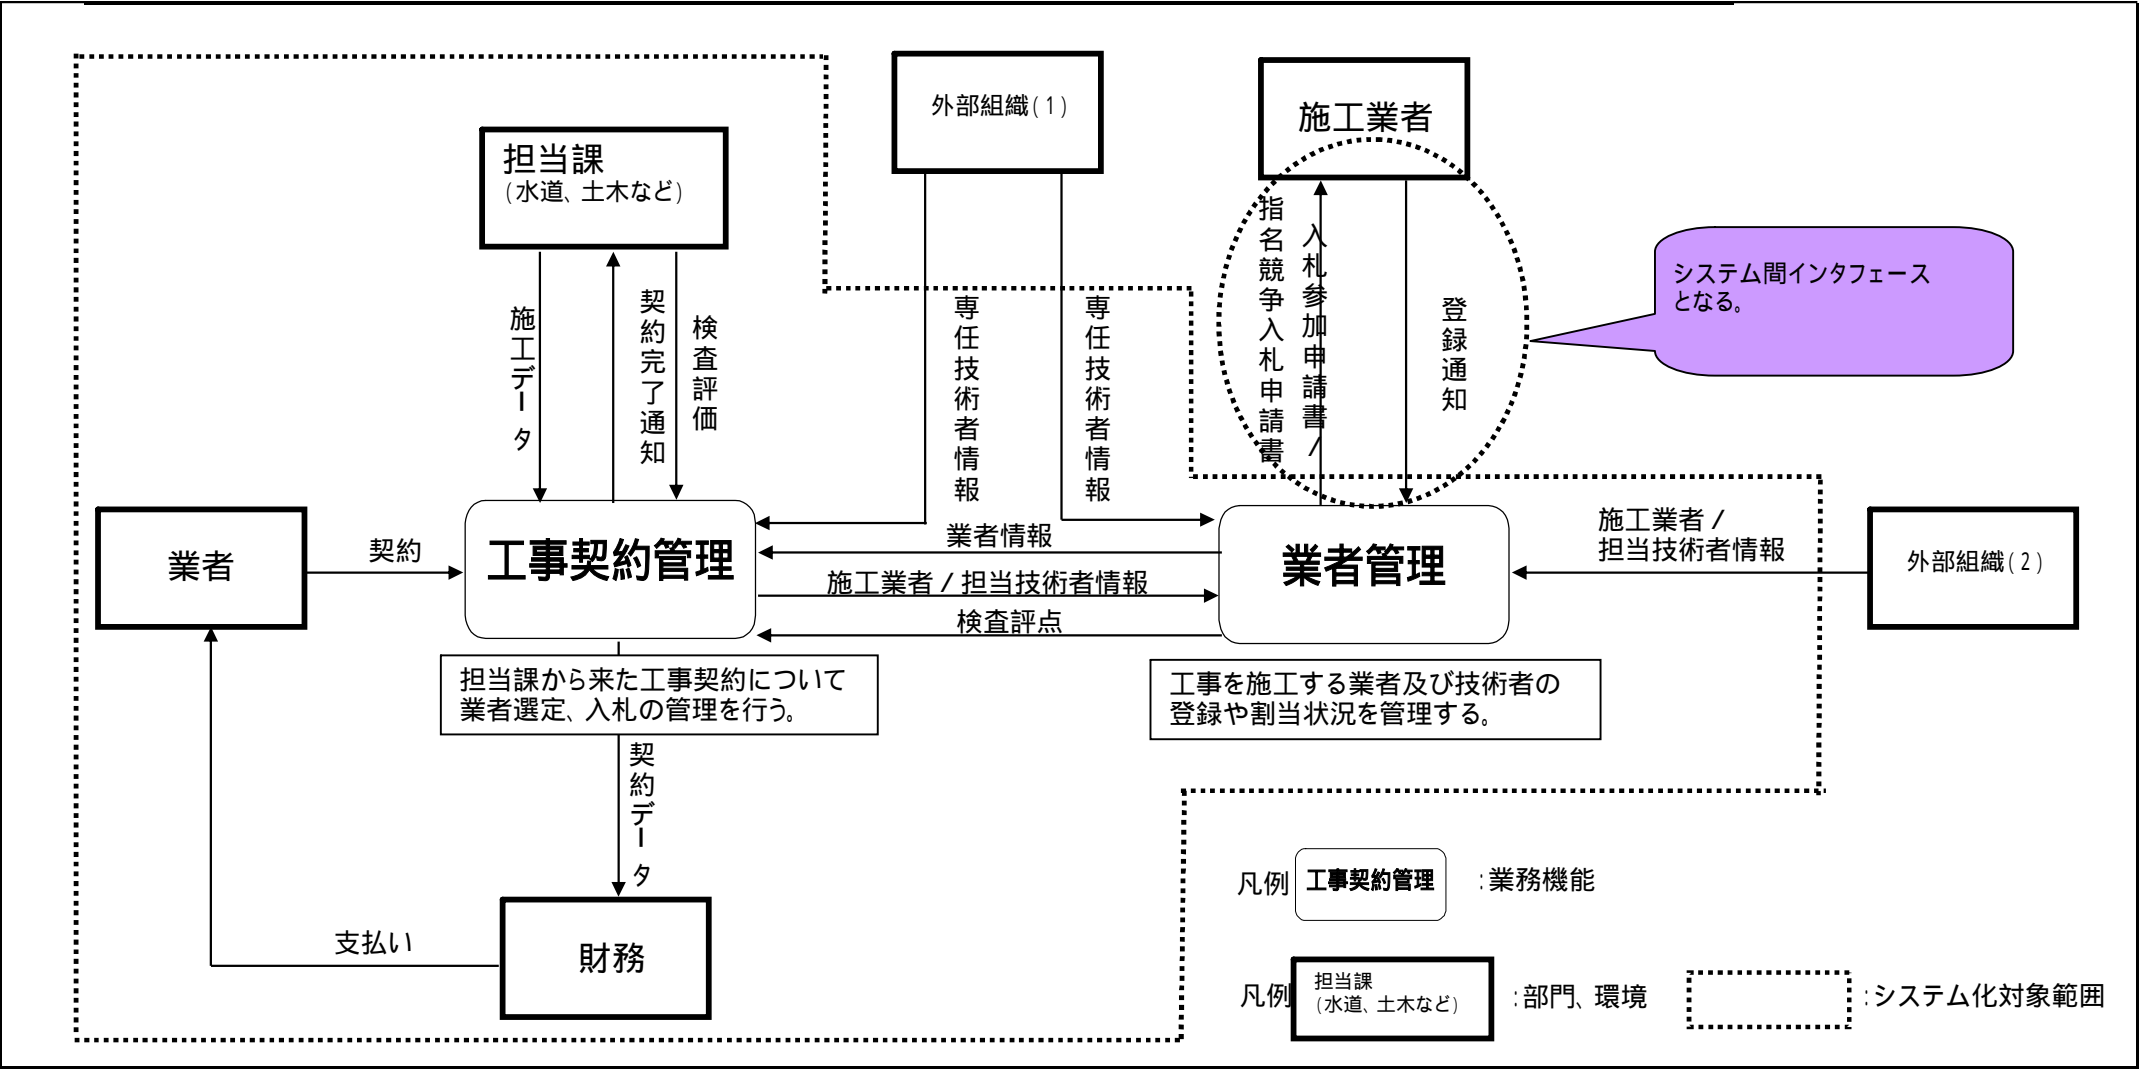 外部組織(1)
施工業者
担当課
(水道、土木など)
施工データ
契約完了通知
検査評価
専任技術者情報
専任技術者情報
入札参加申請書/
指名競争入札申請書
登録通知
システム間インタフェース
となる。
業者
契約
工事契約管理
業者情報
施工業者/担当技術者情報
検査評点
業者管理
施工業者/
担当技術者情報
外部組織(2)
担当課から来た工事契約について
業者選定、入札の管理を行う。
工事を施工する業者及び技術者の
登録や割当状況を管理する。
契約データ
支払い
財務
凡例
工事契約管理
:業務機能
凡例
担当課
(水道、土木など)
:部門、環境
:システム化対象範囲